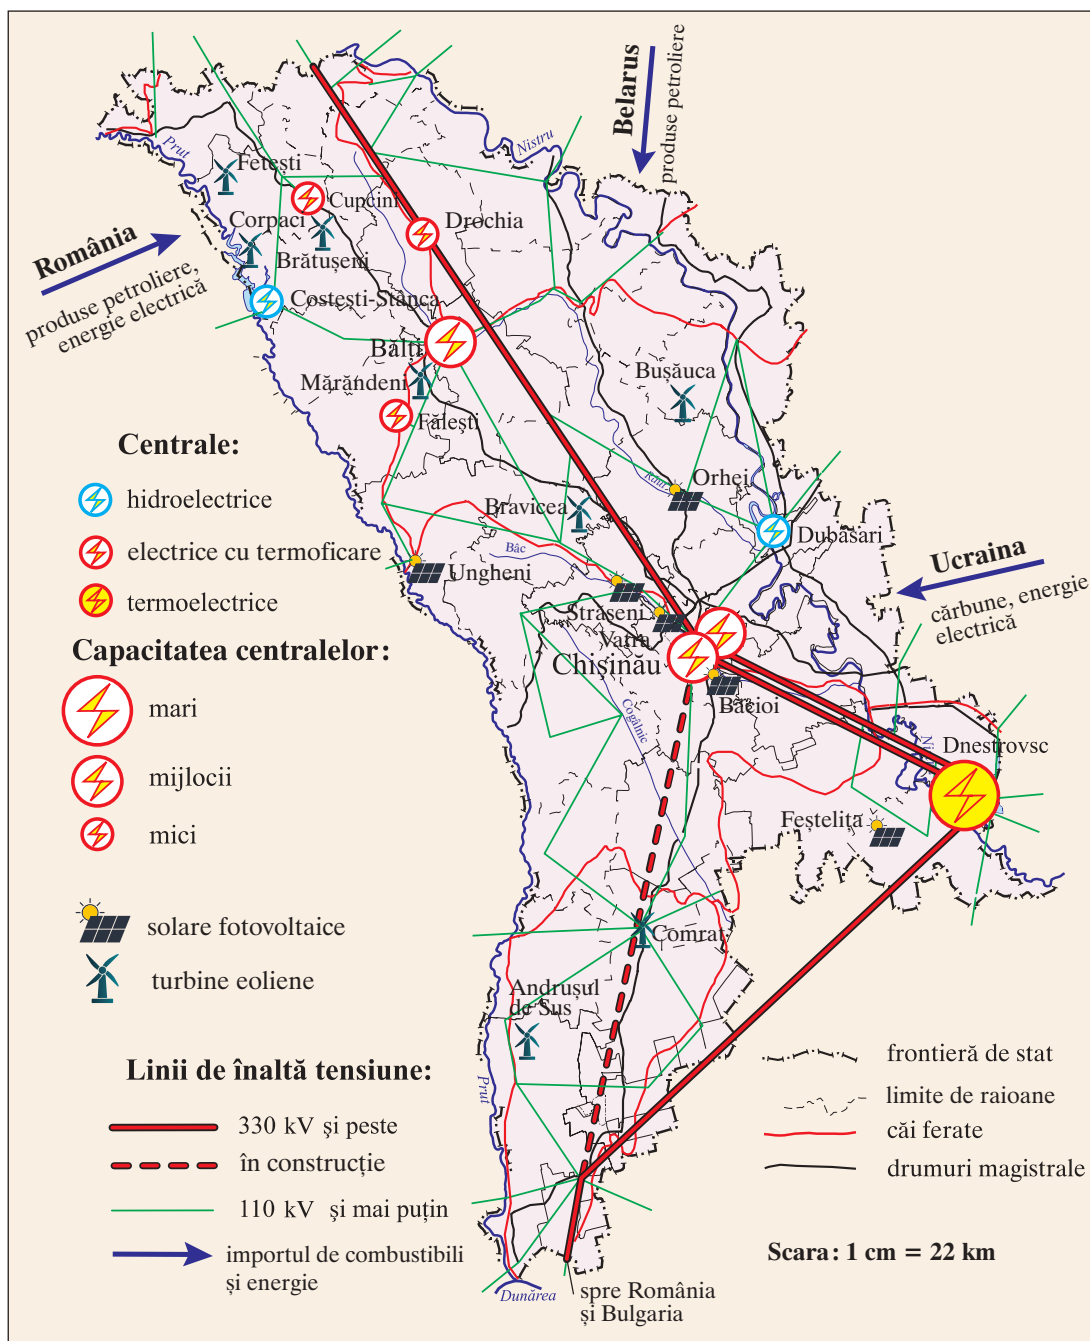 Belarus
produse petroliere
Nistru
Prut
Fetești
Cupcini
Corpaci
Drochia
România
Brătușeni
produse petroliere,
energie electrică
Costești-Stânca
Bălți
Mărăndeni
Bușăuca
Fălești
Centrale:
hidroelectrice
electrice cu termoficare
termoelectrice
Orhei
Răut
Bravicea
Dubăsari
Bâc
Ungheni
Ucraina
cărbune, energie
electrică
Strășeni
Vatra
Chișinău
Băcioi
Capacitatea centralelor:
mari
mijlocii
mici
Cogâlnic
Dnestrovsc
Feștelița
solare fotovoltaice
turbine eoliene
Comrat
Andrușul
de Sus
Prut
Linii de înaltă tensiune:
330 kV și peste
în construcție
110 kV și mai puțin
importul de combustibili
și energie
frontieră de stat
limite de raioane
căi ferate
drumuri magistrale
Scara: 1 cm = 22 km
Dunărea
spre România
și Bulgaria